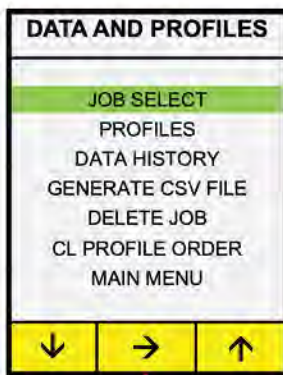 DATA AND PROFILES
JOB SELECT
PROFILES
DATA HISTORY
GENERATE CSV FILE
DELETE JOB
CL PROFILE ORDER
MAIN MENU
↓ → ↑